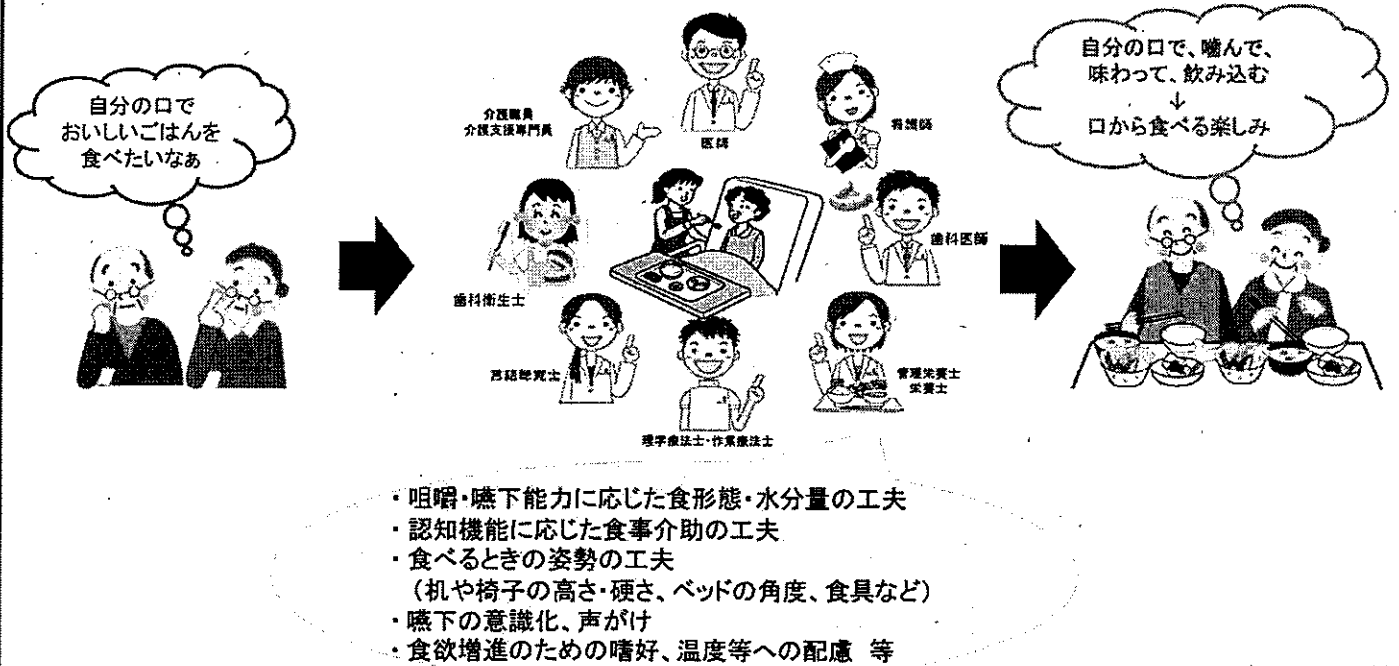 自分の口で
おいしいごはんを
食べたいなぁ
介護職員
介護支援専門員
医師
看護師
歯科医師
歯科衛生士
言語聴覚士
理学療法士・作業療法士
管理栄養士
栄養士
自分の口で、噛んで、
味わって、飲み込む
↓
口から食べる楽しみ
・咀嚼・嚥下能力に応じた食形態・水分量の工夫
・認知機能に応じた食事介助の工夫
・食べるときの姿勢の工夫
（机や椅子の高さ・硬さ、ベッドの角度、食具など）
・嚥下の意識化、声がけ
・食欲増進のための嗜好、温度等への配慮 等